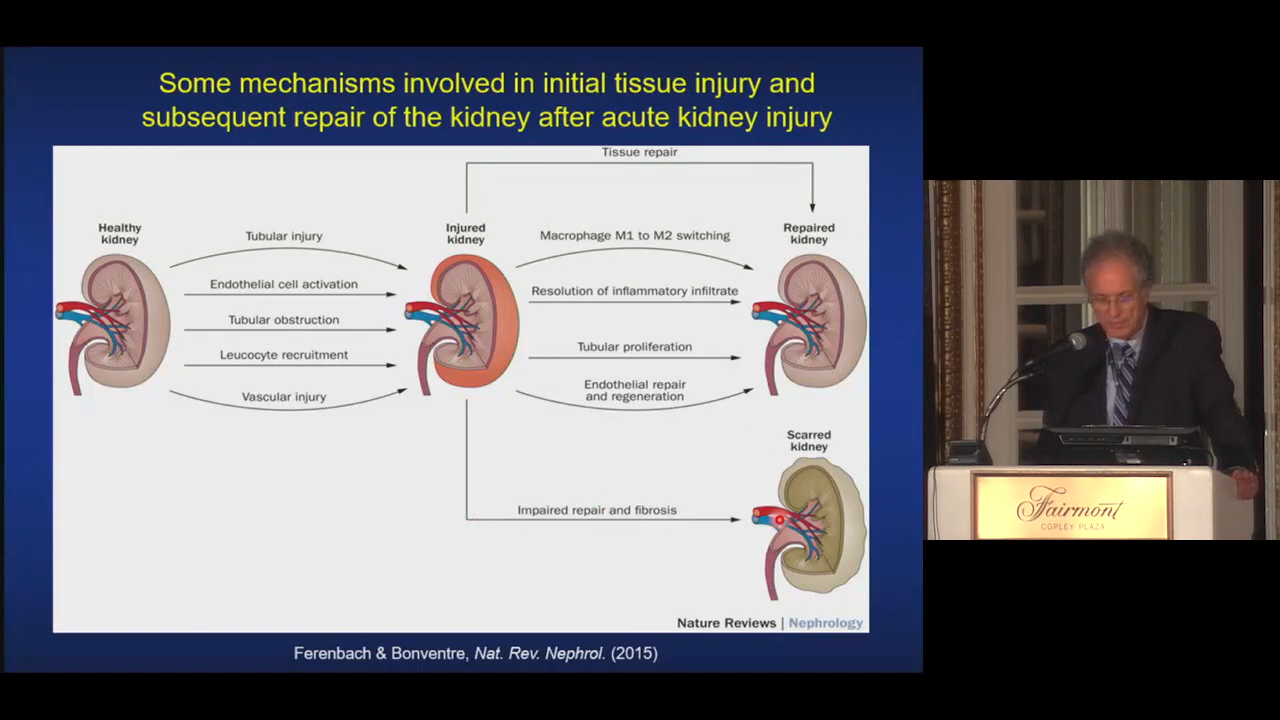 Some mechanisms involved in initial tissue injury and
subsequent repair of the kidney after acute kidney injury
Tissue repair
Healthy
kidney
Tubular injury
Endothelial cell activation
Tubular obstruction
Leucocyte recruitment
Vascular injury
Injured
kidney
Macrophage M1 to M2 switching
Resolution of inflammatory infiltrate
Tubular proliferation
Endothelial repair
and regeneration
Repaired
kidney
Scarred
kidney
Impaired repair and fibrosis
Nature Reviews | Nephrology
Ferenbach & Bonventre, Nat. Rev. Nephrol. (2015)
Fairmont
COPLEY PLAZA